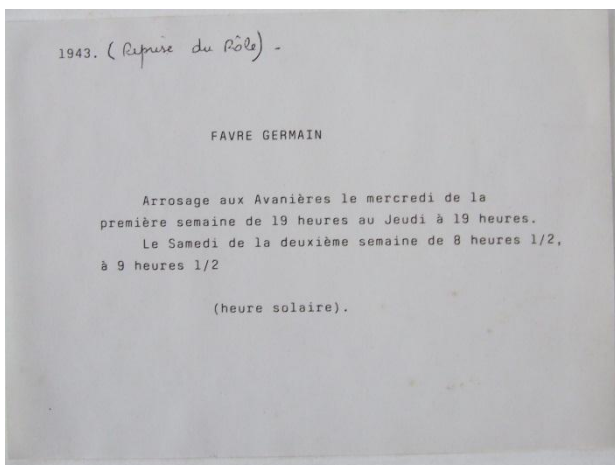 1943. (Reprise du Rôle) -
FAVRE GERMAIN
Arrosage aux Avanières le mercredi de la
première semaine de 19 heures au Jeudi à 19 heures.
Le Samedi de la deuxième semaine de 8 heures 1/2,
à 9 heures 1/2
(heure solaire).